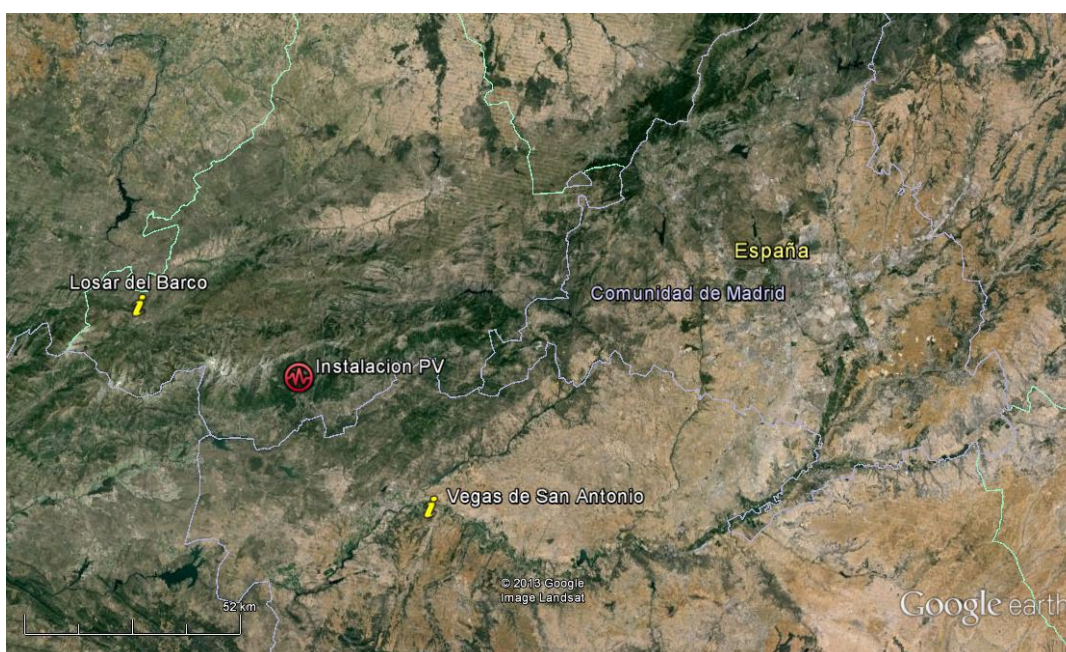 España
Losar del Barco
Comunidad de Madrid
Instalacion PV
Vegas de San Antonio
© 2013 Google
Image Landsat
52 km
Google earth